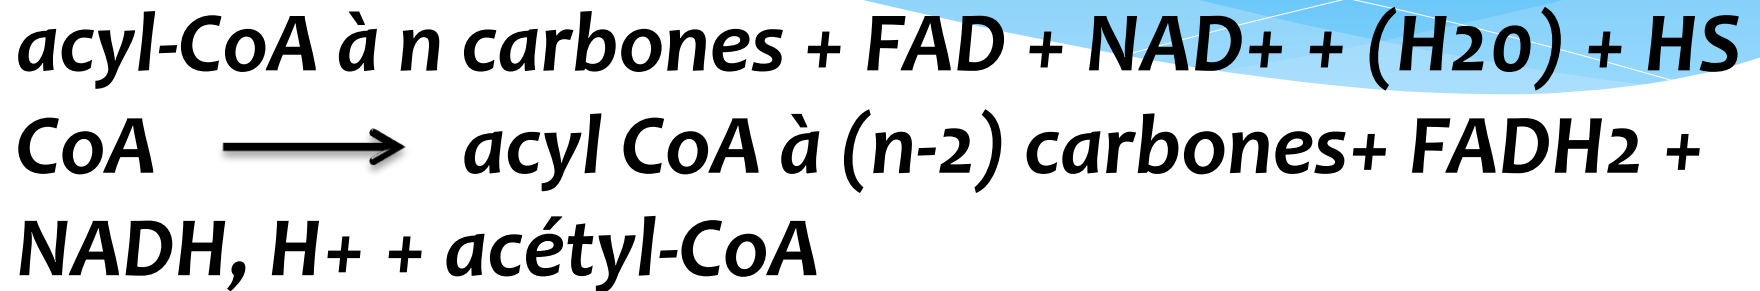 acyl-CoA à n carbones + FAD + NAD+ + (H20) + HS
CoA → acyl CoA à (n-2) carbones+ FADH2 +
NADH, H+ + acétyl-CoA